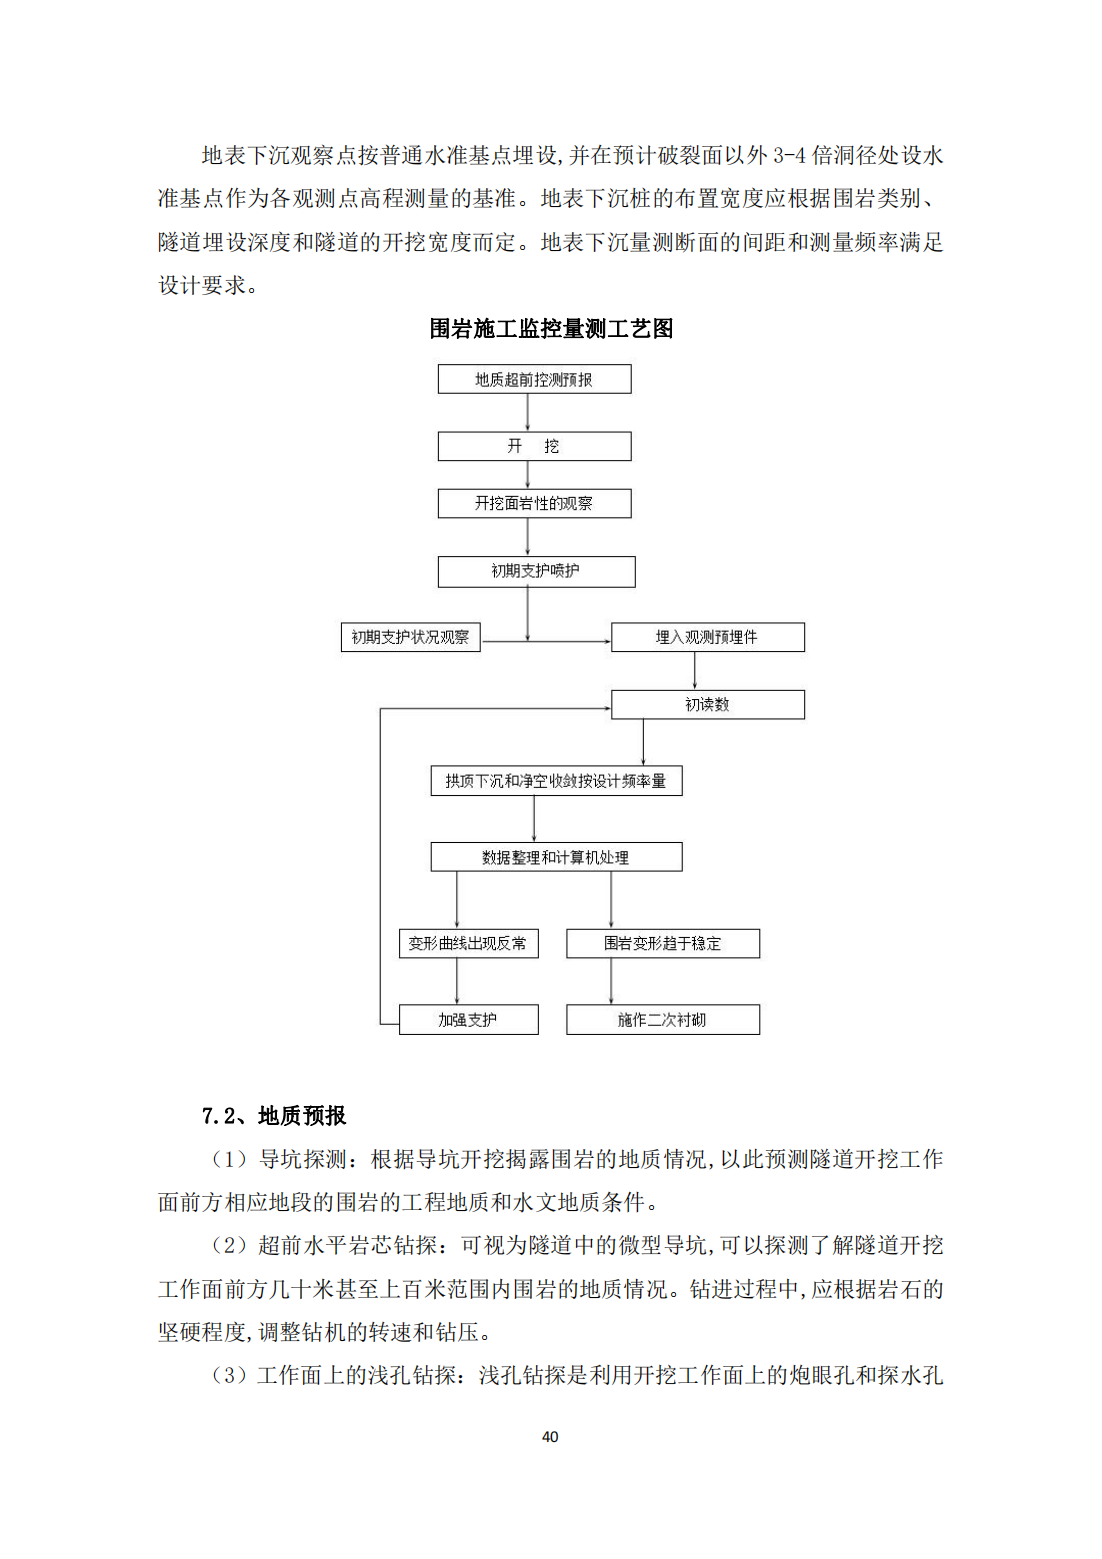 地表下沉观察点按普通水准基点埋设,并在预计破裂面以外 3-4 倍洞径处设水
准基点作为各观测点高程测量的基准。地表下沉桩的布置宽度应根据围岩类别、
隧道埋设深度和隧道的开挖宽度而定。地表下沉量测断面的间距和测量频率满足
设计要求。
围岩施工监控量测工艺图
地质超前控测预报
开 挖
开挖面岩性的观察
初期支护喷护
初期支护状况观察
埋入观测预埋件
初读数
拱顶下沉和净空收敛按设计频率量
数据整理和计算机处理
变形曲线出现反常
围岩变形趋于稳定
加强支护
施作二次衬砌
7.2、地质预报
（1）导坑探测：根据导坑开挖揭露围岩的地质情况,以此预测隧道开挖工作
面前方相应地段的围岩的工程地质和水文地质条件。
（2）超前水平岩芯钻探：可视为隧道中的微型导坑,可以探测了解隧道开挖
工作面前方几十米甚至上百米范围内围岩的地质情况。钻进过程中,应根据岩石的
坚硬程度,调整钻机的转速和钻压。
（3）工作面上的浅孔钻探：浅孔钻探是利用开挖工作面上的炮眼孔和探水孔
40